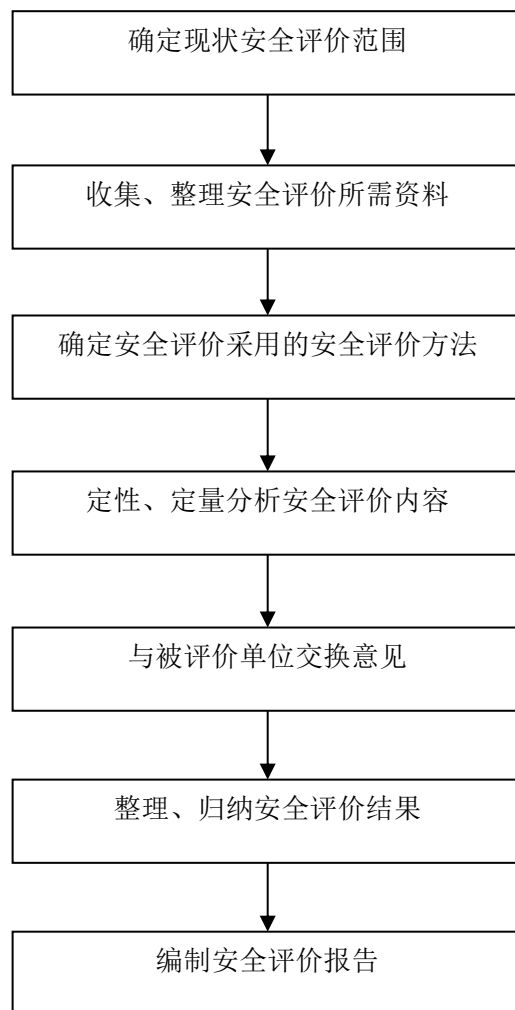 确定现状安全评价范围
收集、整理安全评价所需资料
确定安全评价采用的安全评价方法
定性、定量分析安全评价内容
与被评价单位交换意见
整理、归纳安全评价结果
编制安全评价报告